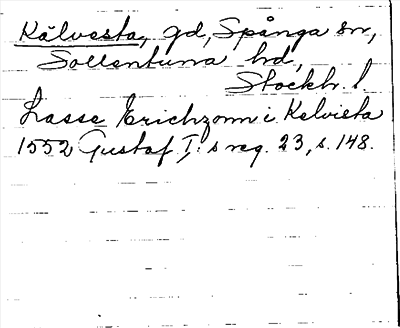 Kälvesta, gd, Spånga sn,
Sollentuna hd,
Stockh. l.
Lasse Erichzonn i Kelvista
1552 Gustaf I:s reg. 23, s. 148.